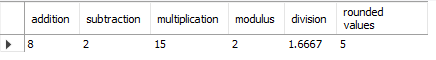 addition subtraction multiplication modulus division rounded values
8 2 15 2 1.6667 5